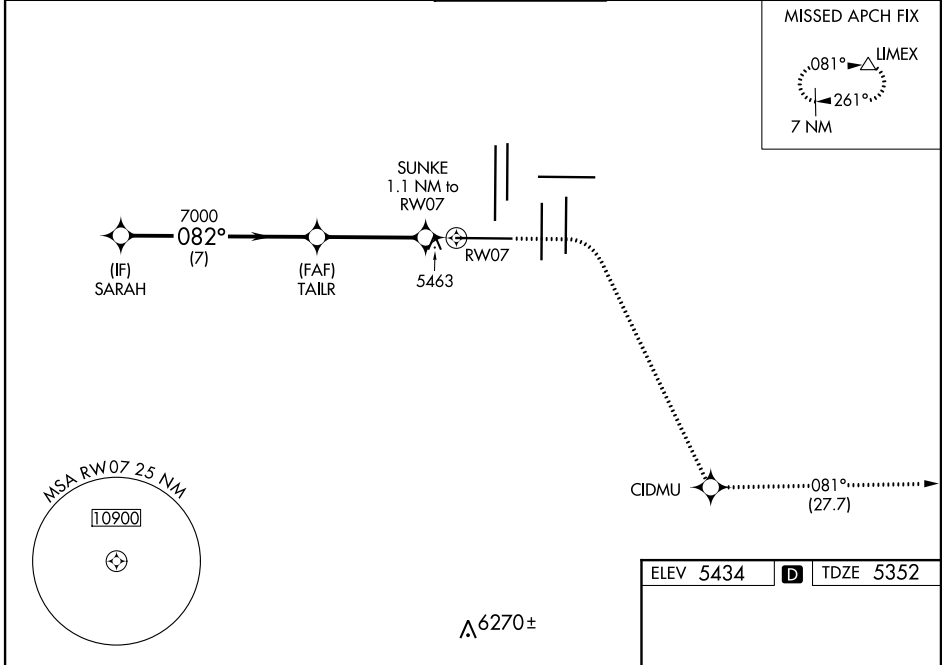 MISSED APCH FIX
LIMEX
081°
261°
7 NM
SUNKE
1.1 NM to
RW07
7000
082°
(7)
(IF)
SARAH
(FAF)
TAILR
5463
RW07
MSA RW07 25 NM
10900
CIDMU
081°
(27.7)
ELEV 5434
D
TDZE 5352
6270±